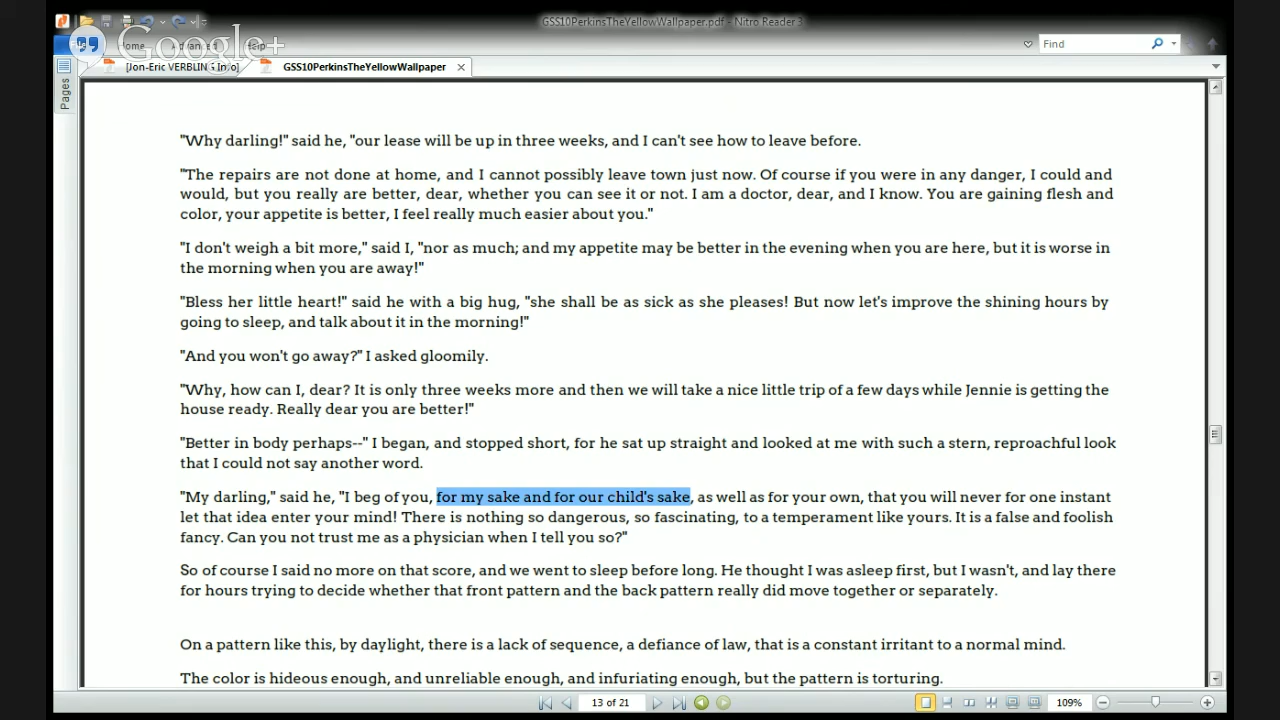 GSS10PerkinsTheYellowWallpaper.pdf - Nitro Reader 3
Google+
Home Advanced Help
Find
[Jon-Eric VERBLING Info]
GSS10PerkinsTheYellowWallpaper
Pages
"Why darling!" said he, "our lease will be up in three weeks, and I can't see how to leave before.
"The repairs are not done at home, and I cannot possibly leave town just now. Of course if you were in any danger, I could and
would, but you really are better, dear, whether you can see it or not. I am a doctor, dear, and I know. You are gaining flesh and
color, your appetite is better, I feel really much easier about you."
"I don't weigh a bit more," said I, "nor as much; and my appetite may be better in the evening when you are here, but it is worse in
the morning when you are away!"
"Bless her little heart!" said he with a big hug, "she shall be as sick as she pleases! But now let's improve the shining hours by
going to sleep, and talk about it in the morning!"
"And you won't go away?" I asked gloomily.
"Why, how can I, dear? It is only three weeks more and then we will take a nice little trip of a few days while Jennie is getting the
house ready. Really dear you are better!"
"Better in body perhaps--" I began, and stopped short, for he sat up straight and looked at me with such a stern, reproachful look
that I could not say another word.
"My darling," said he, "I beg of you, for my sake and for our child's sake, as well as for your own, that you will never for one instant
let that idea enter your mind! There is nothing so dangerous, so fascinating, to a temperament like yours. It is a false and foolish
fancy. Can you not trust me as a physician when I tell you so?"
So of course I said no more on that score, and we went to sleep before long. He thought I was asleep first, but I wasn't, and lay there
for hours trying to decide whether that front pattern and the back pattern really did move together or separately.
On a pattern like this, by daylight, there is a lack of sequence, a defiance of law, that is a constant irritant to a normal mind.
The color is hideous enough, and unreliable enough, and infuriating enough, but the pattern is torturing.
13 of 21
109%